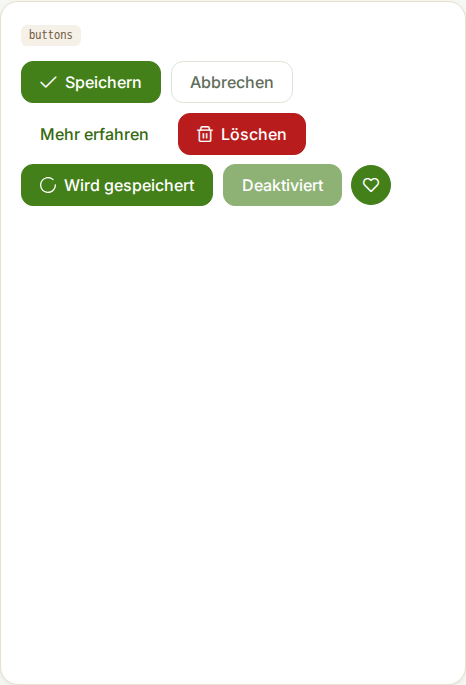 buttons
Speichern Abbrechen
Mehr erfahren Löschen
Wird gespeichert Deaktiviert